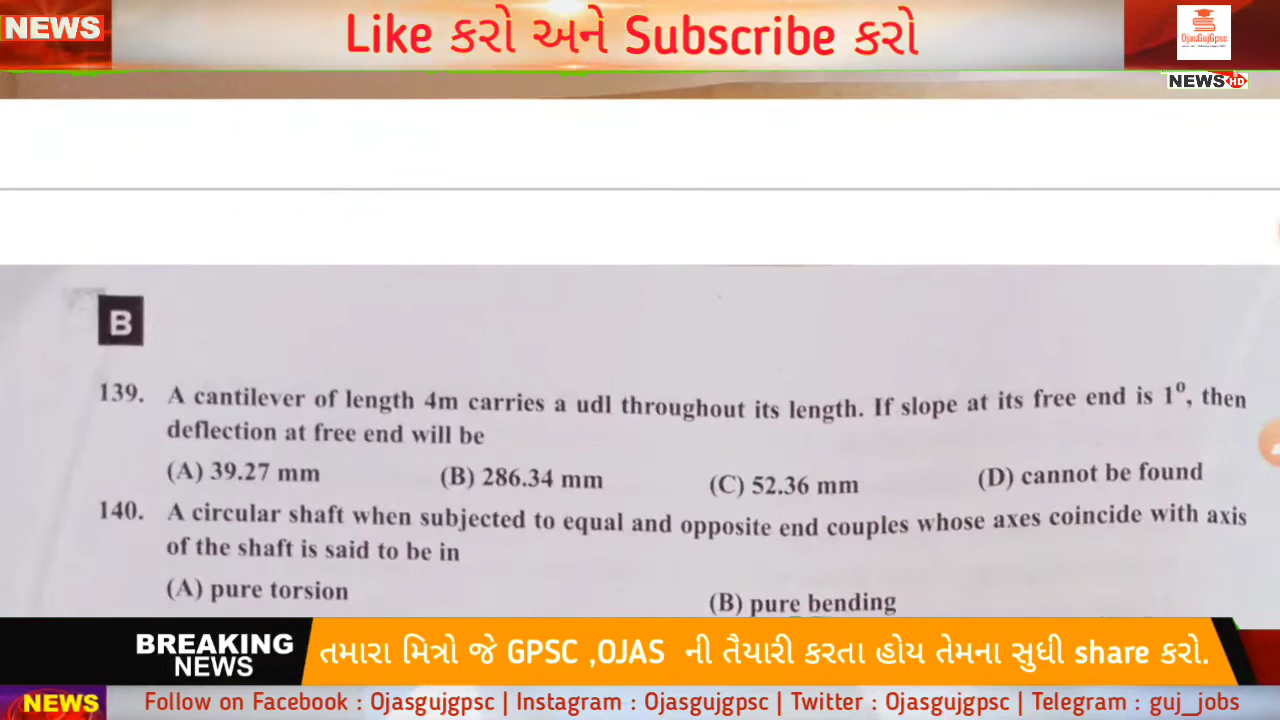 NEWS
Like કરો અને Subscribe કરો
OjasGujGpsc
NEWS HD
B
139. A cantilever of length 4m carries a udl throughout its length. If slope at its free end is 1⁰, then
deflection at free end will be
(A) 39.27 mm (B) 286.34 mm (C) 52.36 mm (D) cannot be found
140. A circular shaft when subjected to equal and opposite end couples whose axes coincide with axis
of the shaft is said to be in
(A) pure torsion (B) pure bending
BREAKING
NEWS
તમારા મિત્રો જે GPSC ,OJAS ની તૈયારી કરતા હોય તેમના સુધી share કરો.
NEWS
Follow on Facebook : Ojasgujgpsc | Instagram : Ojasgujgpsc | Twitter : Ojasgujgpsc | Telegram : guj_jobs